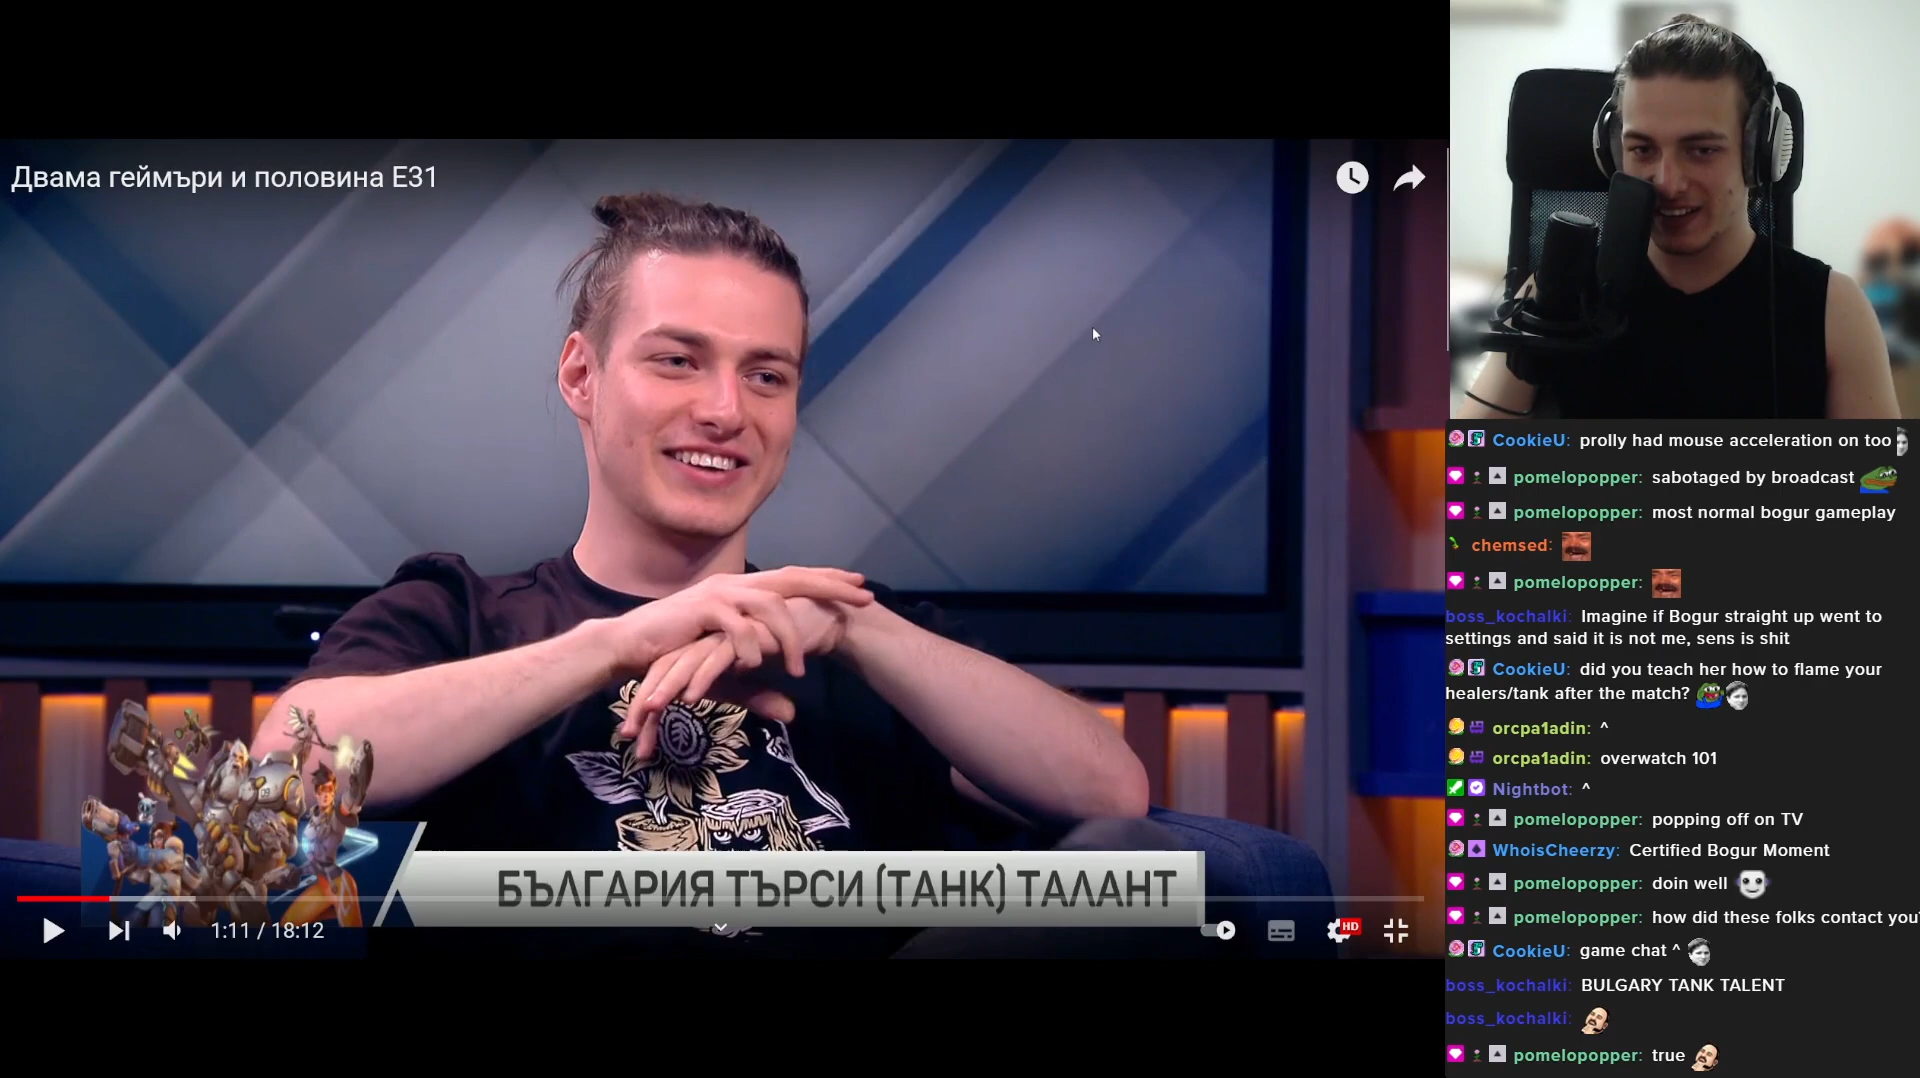 Двама геймъри и половина E31
БЪЛГАРИЯ ТЪРСИ (ТАНК) ТАЛАНТ
1:11 / 18:12
HD
CookieU: prolly had mouse acceleration on too
pomelopopper: sabotaged by broadcast
pomelopopper: most normal bogur gameplay
chemsed:
pomelopopper:
boss_kochalki: Imagine if Bogur straight up went to
settings and said it is not me, sens is shit
CookieU: did you teach her how to flame your
healers/tank after the match?
orcpa1adin: ^
orcpa1adin: overwatch 101
Nightbot: ^
pomelopopper: popping off on TV
WhoisCheerzy: Certified Bogur Moment
pomelopopper: doin well
pomelopopper: how did these folks contact you?
CookieU: game chat ^
boss_kochalki: BULGARY TANK TALENT
boss_kochalki:
pomelopopper: true